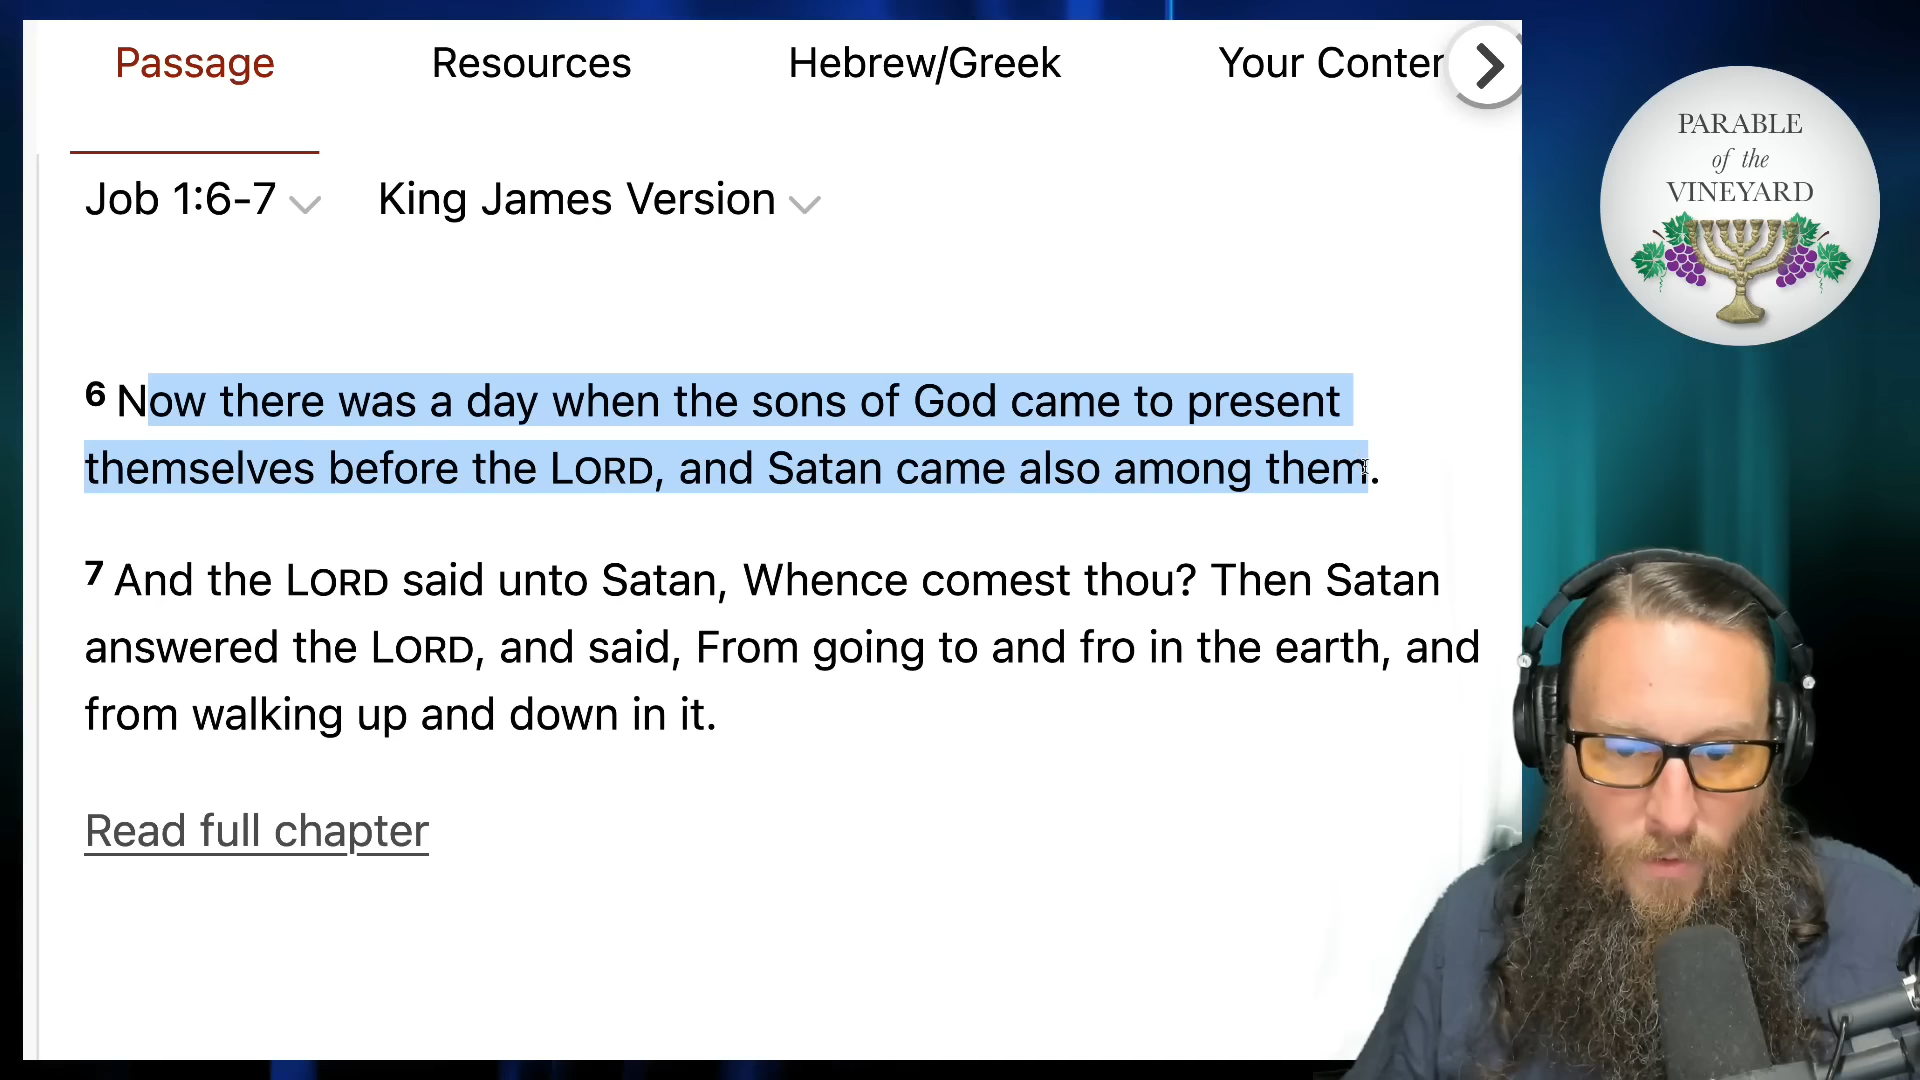 Passage Resources Hebrew/Greek Your Conter
PARABLE
of the
VINEYARD
Job 1:6-7 King James Version
6 Now there was a day when the sons of God came to present
themselves before the LORD, and Satan came also among them.
7 And the LORD said unto Satan, Whence comest thou? Then Satan
answered the LORD, and said, From going to and fro in the earth, and
from walking up and down in it.
Read full chapter